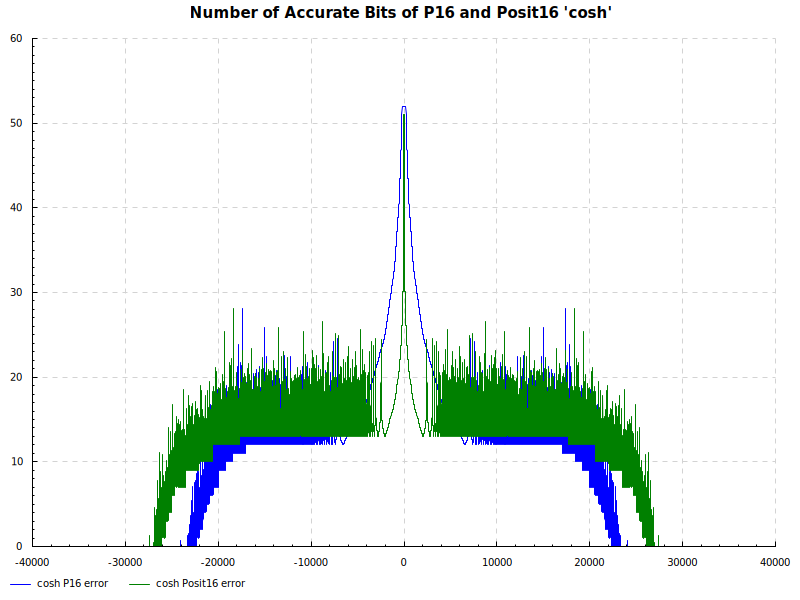 Number of Accurate Bits of P16 and Posit16 'cosh'
60
50
40
30
20
10
0
-40000 -30000 -20000 -10000 0 10000 20000 30000 40000
cosh P16 error cosh Posit16 error